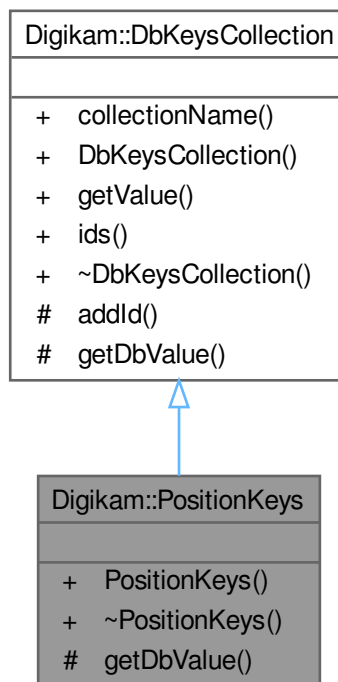 Digikam::DbKeysCollection
+ collectionName()
+ DbKeysCollection()
+ getValue()
+ ids()
+ ~DbKeysCollection()
# addId()
# getDbValue()
Digikam::PositionKeys
+ PositionKeys()
+ ~PositionKeys()
# getDbValue()